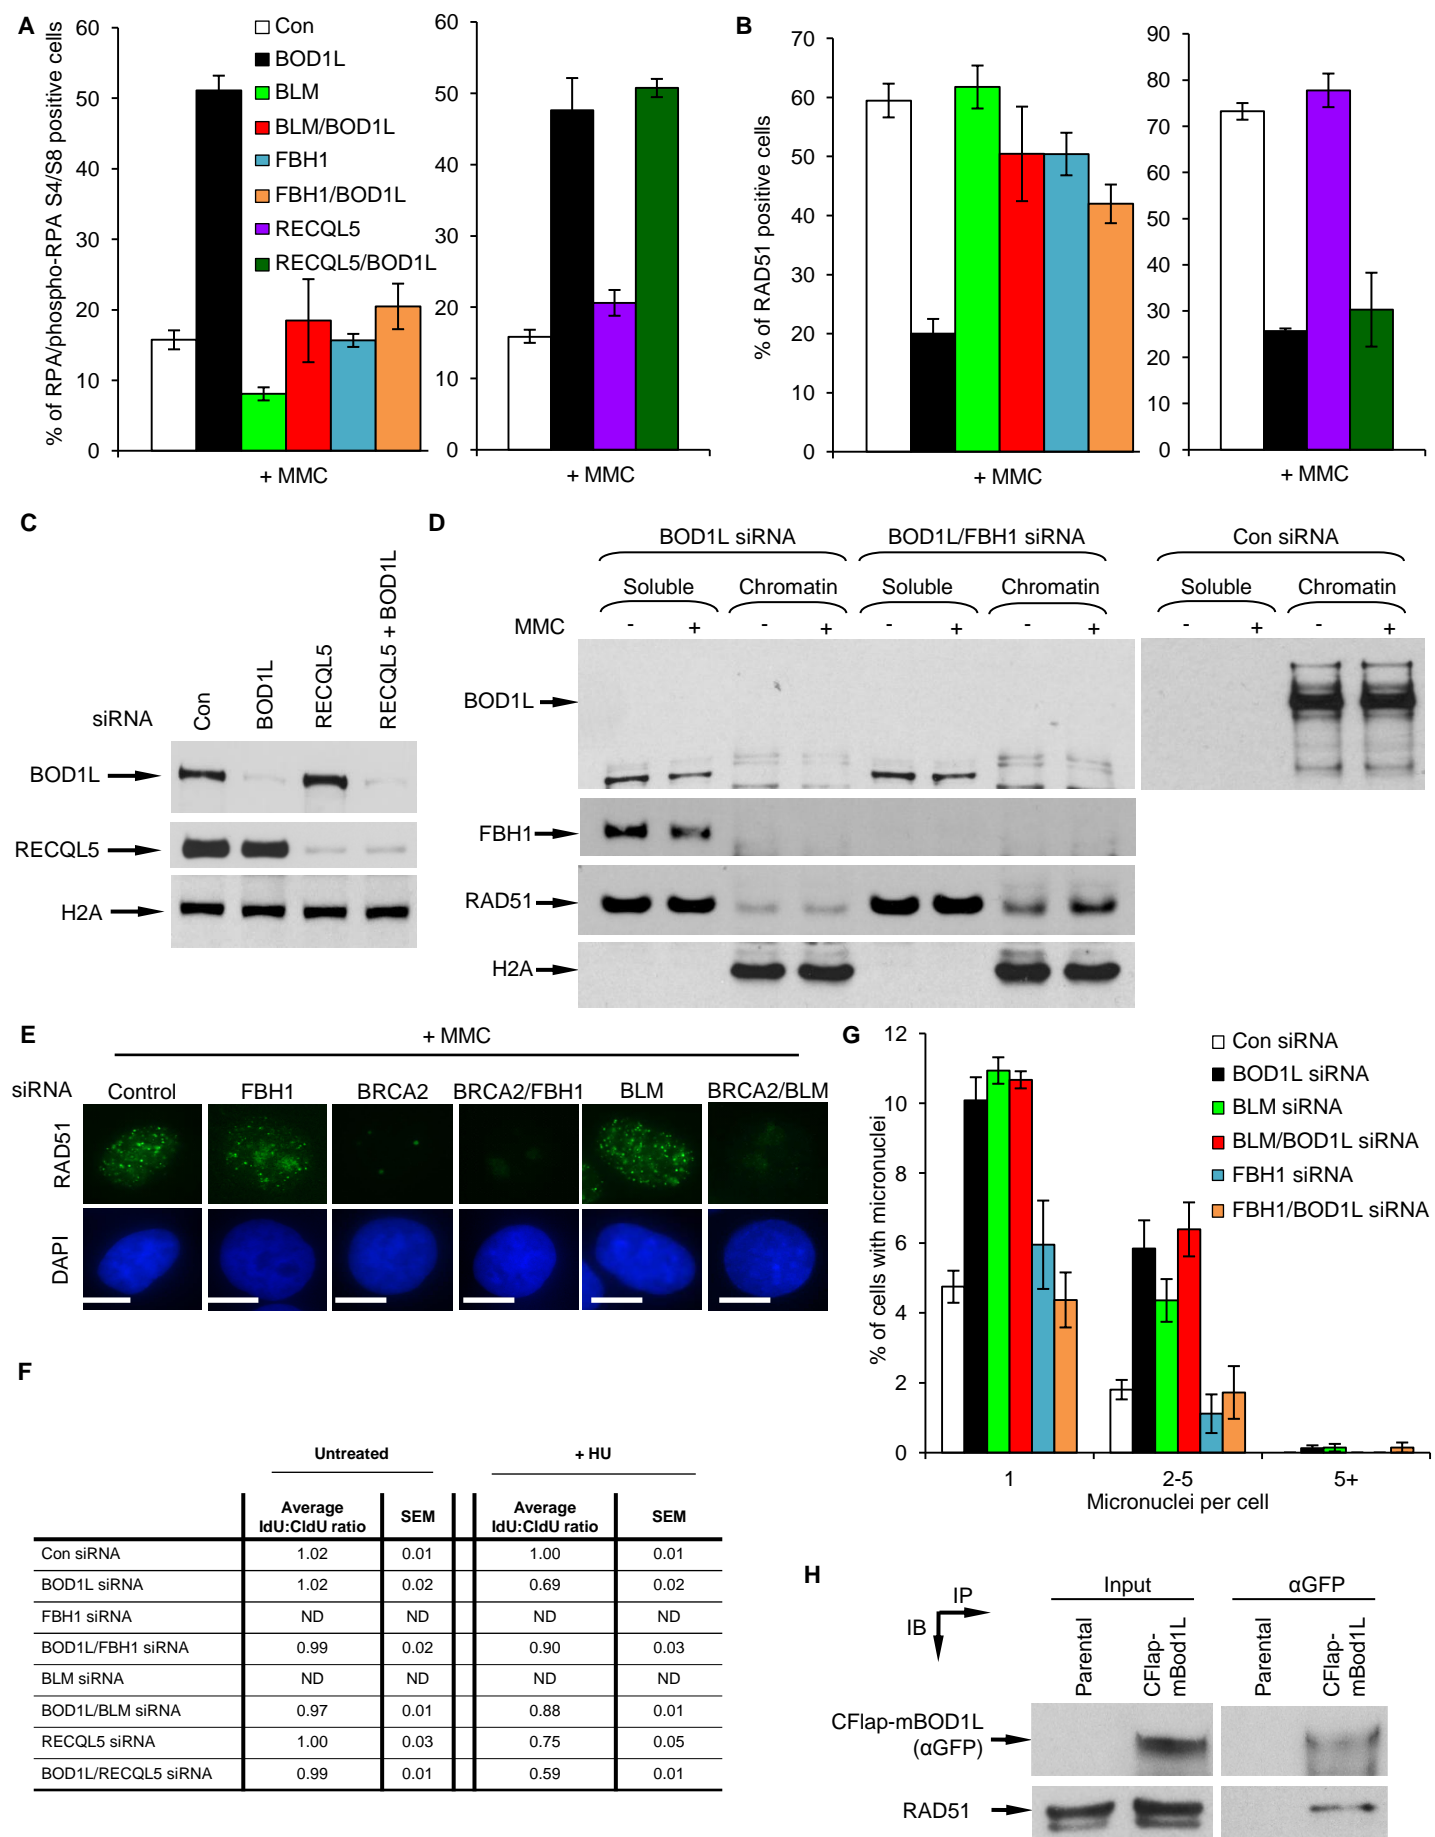 A
% of RPA/phospho-RPA S4/S8 positive cells
60
50
40
30
20
10
0
+ MMC
Con
BOD1L
BLM
BLM/BOD1L
FBH1
FBH1/BOD1L
RECQL5
RECQL5/BOD1L
60
50
40
30
20
10
0
+ MMC
B
% of RAD51 positive cells
70
60
50
40
30
20
10
0
+ MMC
90
80
70
60
50
40
30
20
10
0
+ MMC
C
siRNA
Con
BOD1L
RECQL5
RECQL5 + BOD1L
BOD1L
RECQL5
H2A
D
BOD1L siRNA BOD1L/FBH1 siRNA Con siRNA
Soluble Chromatin Soluble Chromatin Soluble Chromatin
MMC - + - + - + - + - + - +
BOD1L
FBH1
RAD51
H2A
E
+ MMC
siRNA Control FBH1 BRCA2 BRCA2/FBH1 BLM BRCA2/BLM
RAD51
DAPI
F
Untreated + HU
Average IdU:CldU ratio SEM Average IdU:CldU ratio SEM
Con siRNA 1.02 0.01 1.00 0.01
BOD1L siRNA 1.02 0.02 0.69 0.02
FBH1 siRNA ND ND ND ND
BOD1L/FBH1 siRNA 0.99 0.02 0.90 0.03
BLM siRNA ND ND ND ND
BOD1L/BLM siRNA 0.97 0.01 0.88 0.01
RECQL5 siRNA 1.00 0.03 0.75 0.05
BOD1L/RECQL5 siRNA 0.99 0.01 0.59 0.01
G
% of cells with micronuclei
12
10
8
6
4
2
0
1 2-5 5+
Micronuclei per cell
Con siRNA
BOD1L siRNA
BLM siRNA
BLM/BOD1L siRNA
FBH1 siRNA
FBH1/BOD1L siRNA
H
IP
IB
Input αGFP
Parental
CFlap-
mBod1L
Parental
CFlap-
mBod1L
CFlap-mBOD1L
(αGFP)
RAD51